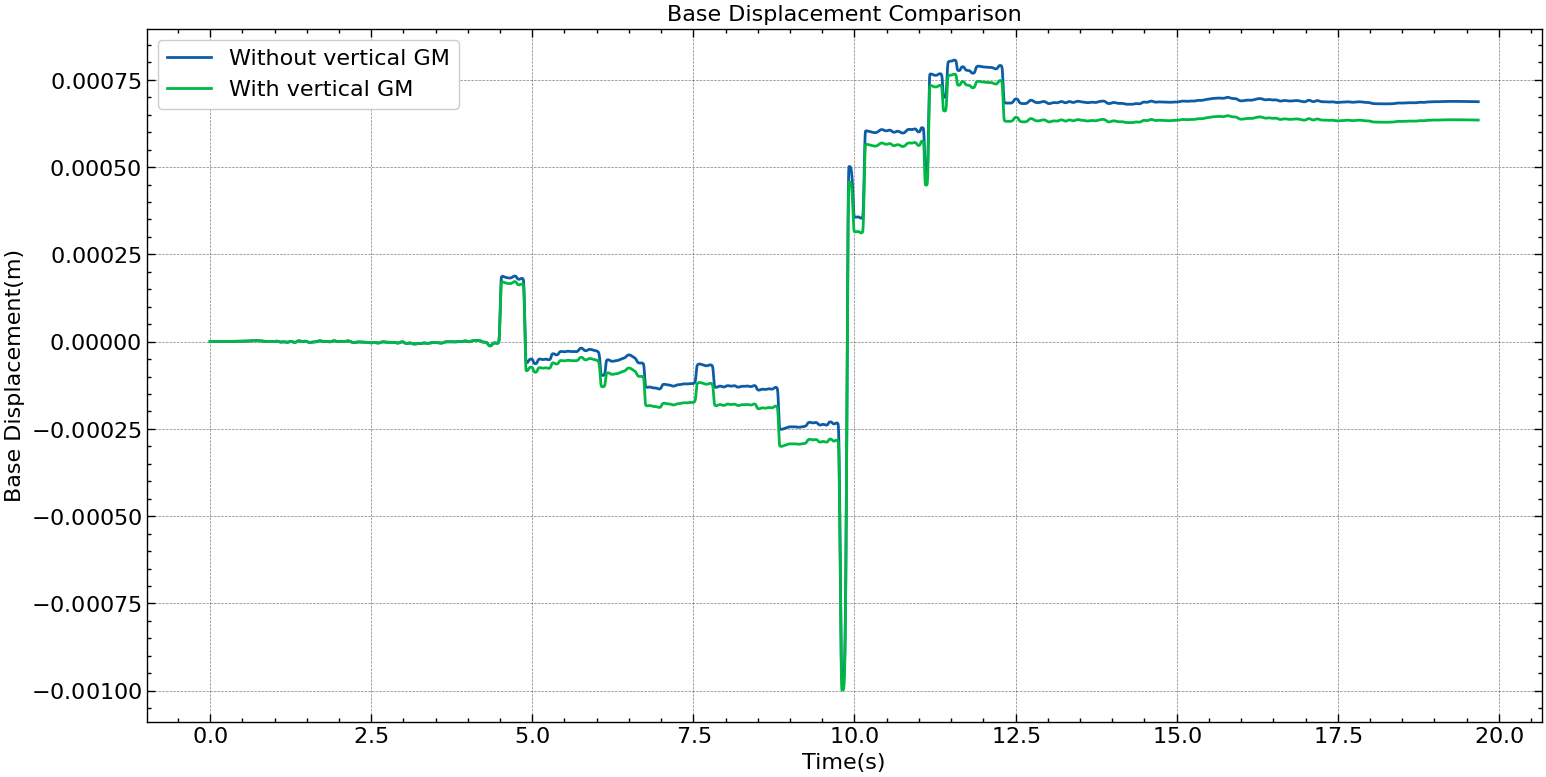 Base Displacement Comparison
Without vertical GM
With vertical GM
0.00075
0.00050
0.00025
0.00000
−0.00025
−0.00050
−0.00075
−0.00100
Base Displacement(m)
0.0 2.5 5.0 7.5 10.0 12.5 15.0 17.5 20.0
Time(s)